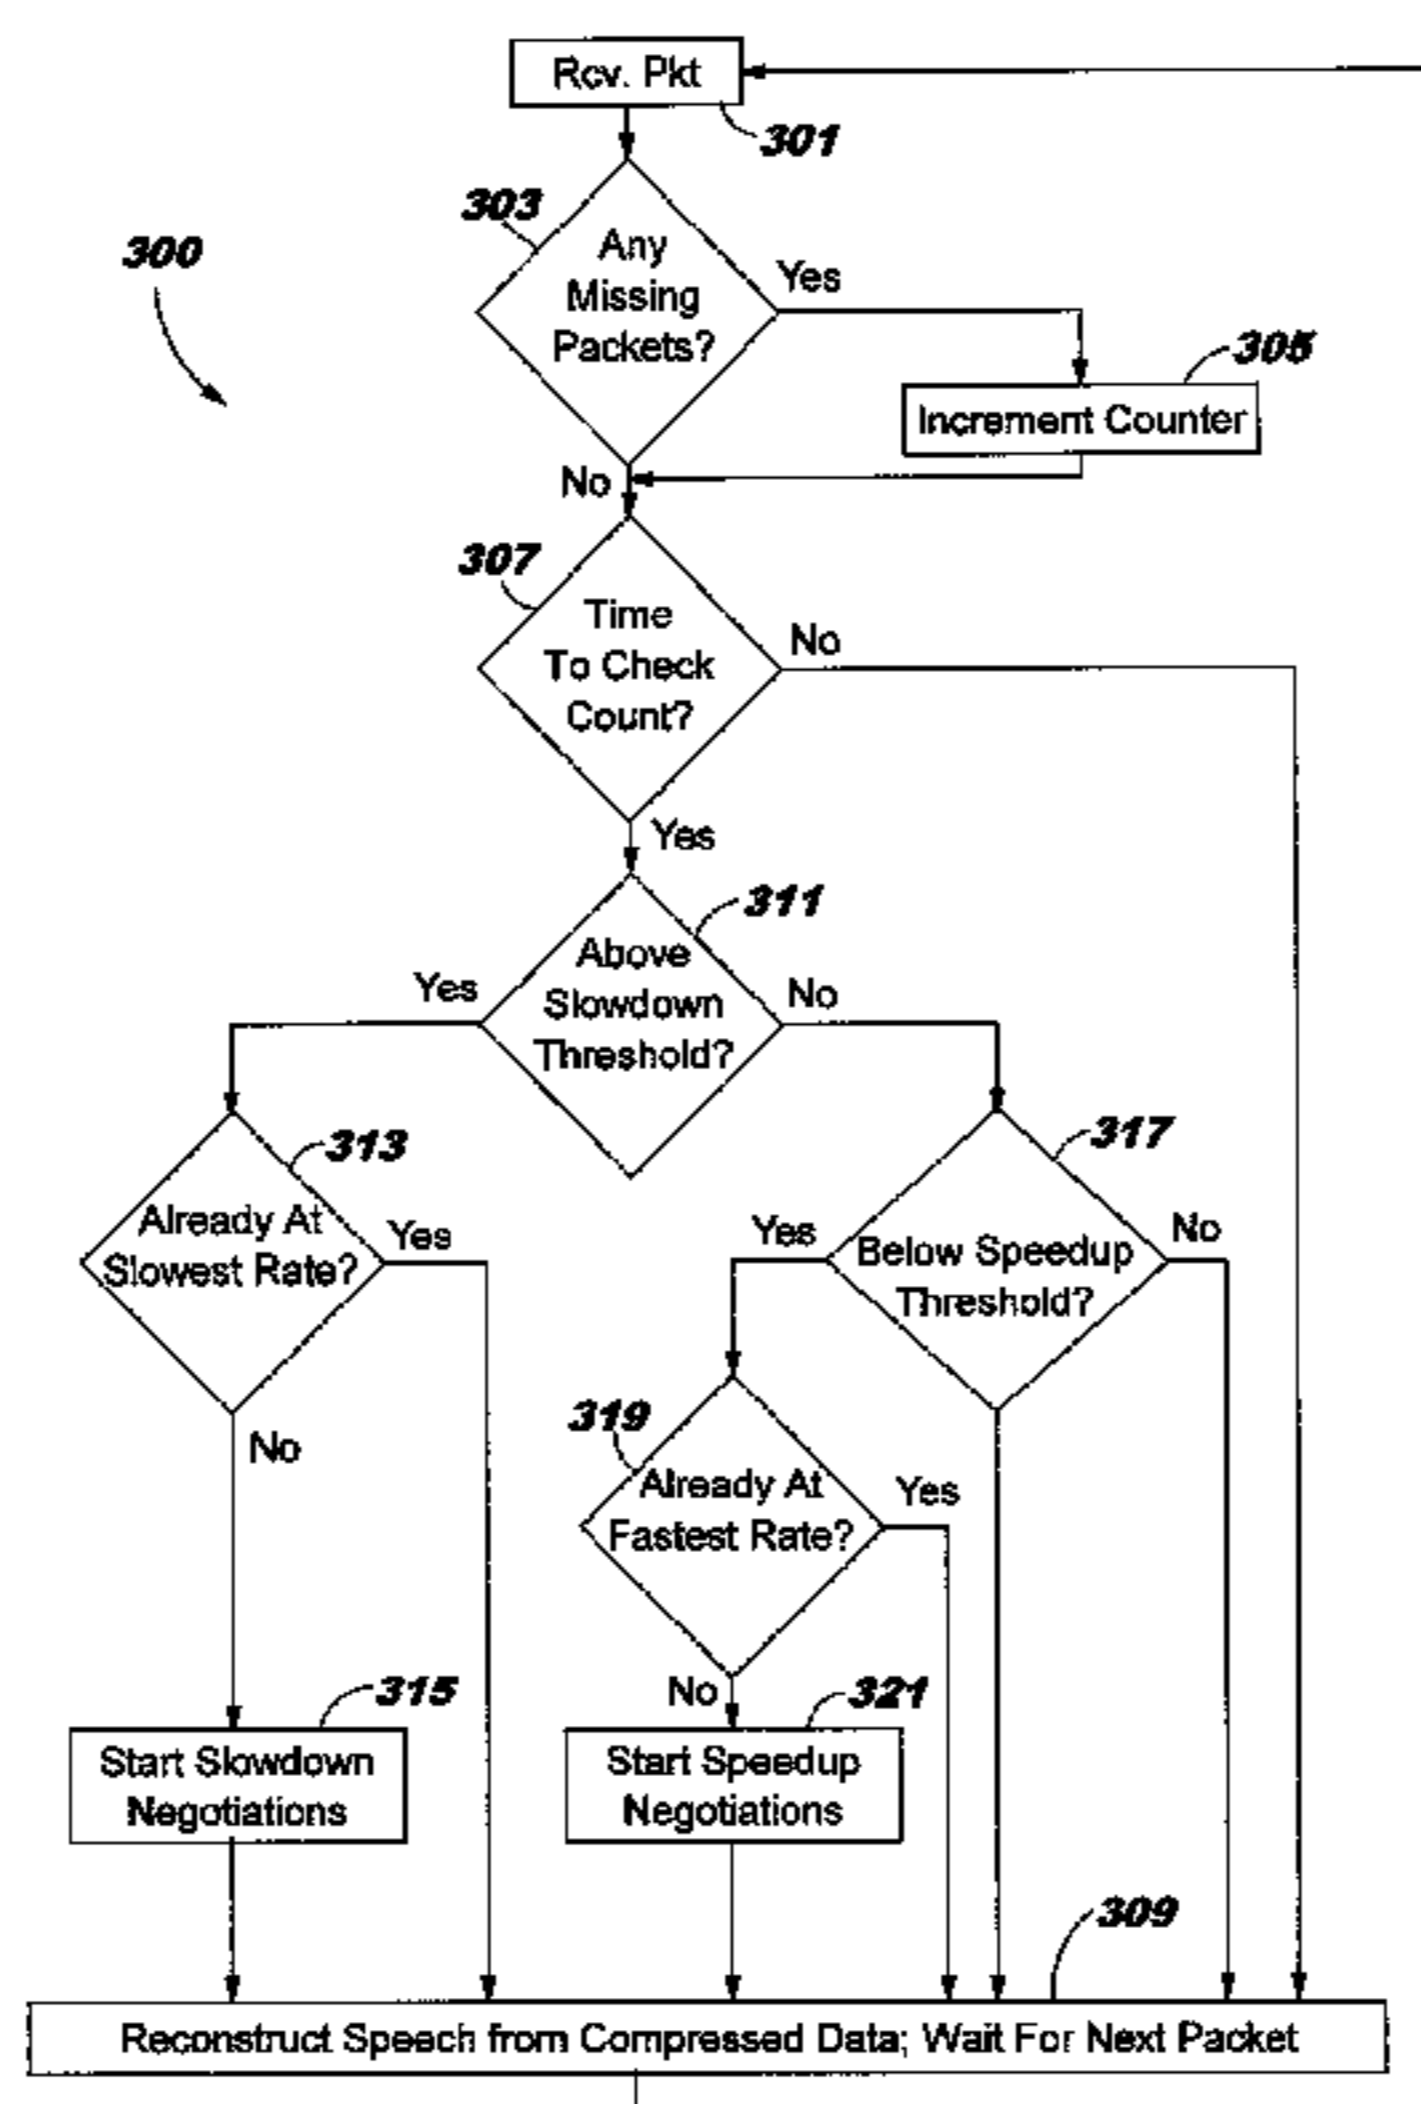 Rcv. Pkt
301
303
300
Any
Missing
Packets?
Yes
305
Increment Counter
No
307
Time
To Check
Count?
No
Yes
311
Above
Slowdown
Threshold?
Yes
No
313
Already At
Slowest Rate?
Yes
No
317
Below Speedup
Threshold?
Yes
No
319
Already At
Fastest Rate?
Yes
No
315
Start Slowdown
Negotiations
321
Start Speedup
Negotiations
309
Reconstruct Speech from Compressed Data; Wait For Next Packet